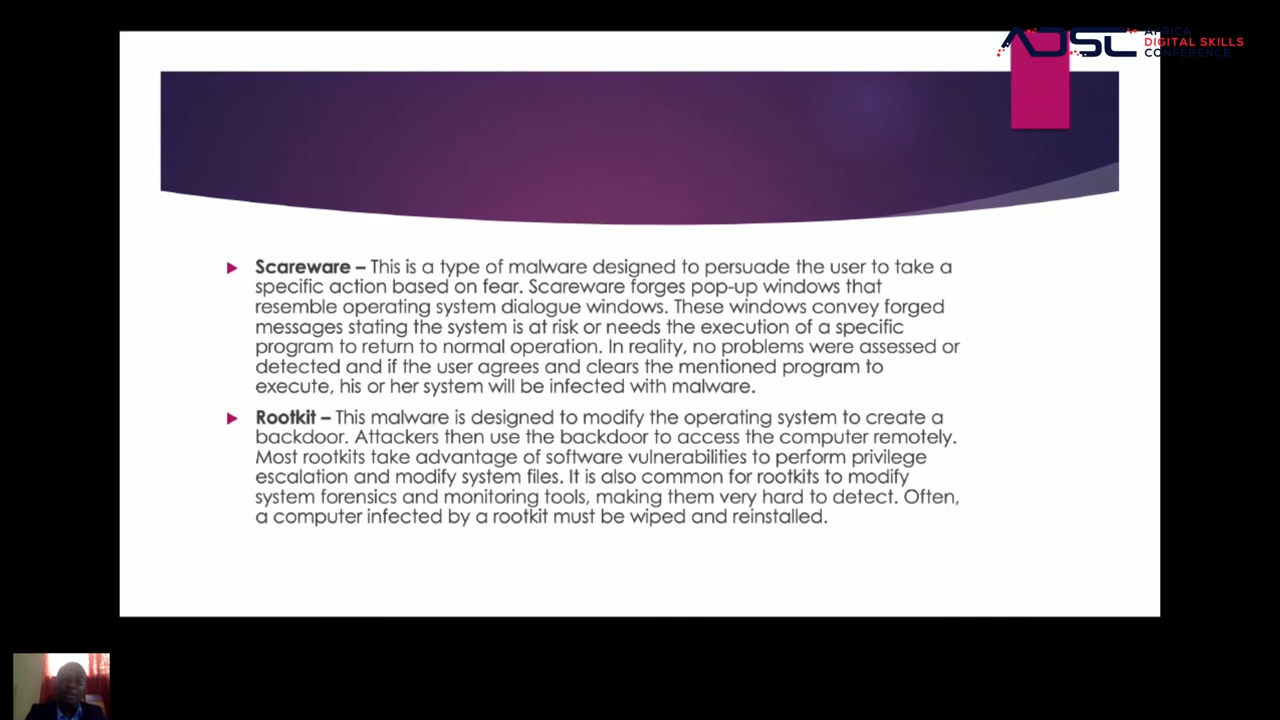 ADSC
AFRICA
DIGITAL SKILLS
CONFERENCE
Scareware – This is a type of malware designed to persuade the user to take a
specific action based on fear. Scareware forges pop-up windows that
resemble operating system dialogue windows. These windows convey forged
messages stating the system is at risk or needs the execution of a specific
program to return to normal operation. In reality, no problems were assessed or
detected and if the user agrees and clears the mentioned program to
execute, his or her system will be infected with malware.
Rootkit – This malware is designed to modify the operating system to create a
backdoor. Attackers then use the backdoor to access the computer remotely.
Most rootkits take advantage of software vulnerabilities to perform privilege
escalation and modify system files. It is also common for rootkits to modify
system forensics and monitoring tools, making them very hard to detect. Often,
a computer infected by a rootkit must be wiped and reinstalled.